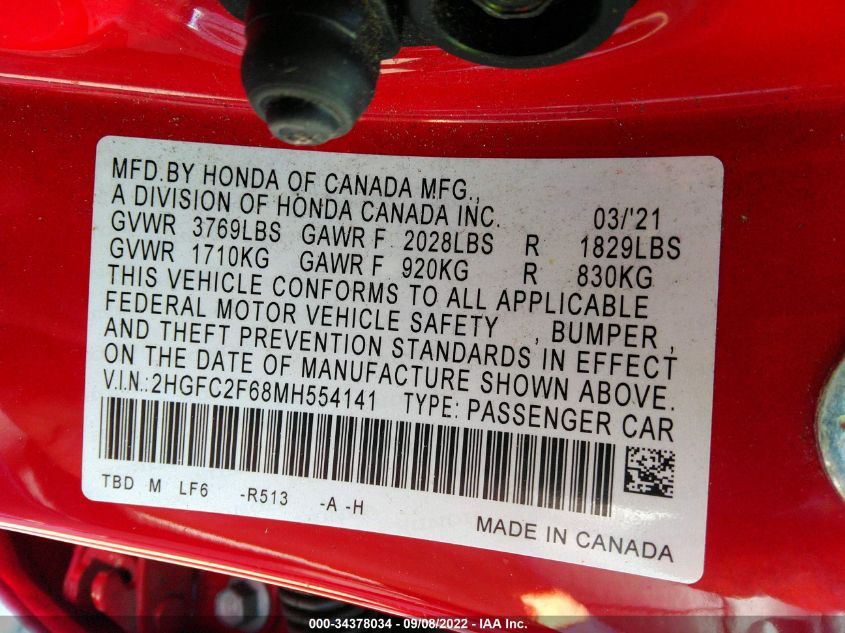 MFD.BY HONDA OF CANADA MFG.,
A DIVISION OF HONDA CANADA INC. 03/'21
GVWR 3769LBS GAWR F 2028LBS R 1829LBS
GVWR 1710KG GAWR F 920KG R 830KG
THIS VEHICLE CONFORMS TO ALL APPLICABLE
FEDERAL MOTOR VEHICLE SAFETY , BUMPER ,
AND THEFT PREVENTION STANDARDS IN EFFECT
ON THE DATE OF MANUFACTURE SHOWN ABOVE.
V.I.N.:2HGFC2F68MH554141 TYPE: PASSENGER CAR
TBD M LF6 -R513 -A -H
MADE IN CANADA
000-34378034 - 09/08/2022 - IAA Inc.